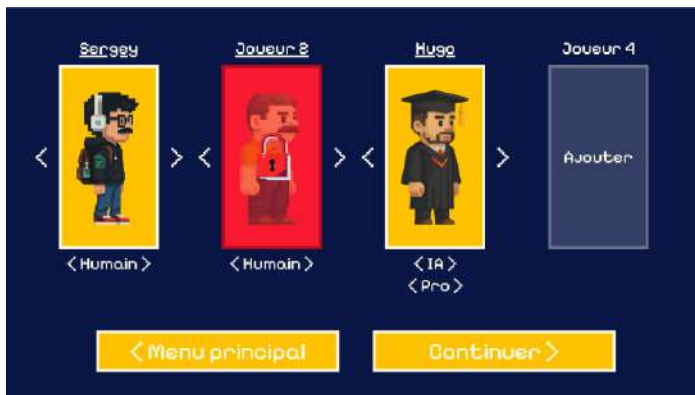 Sergey
Joueur 2
Hugo
Joueur 4
< >
< >
< >
Ajouter
<Humain>
<Humain>
<IA>
<Pro>
<Menu principal
Continuer>